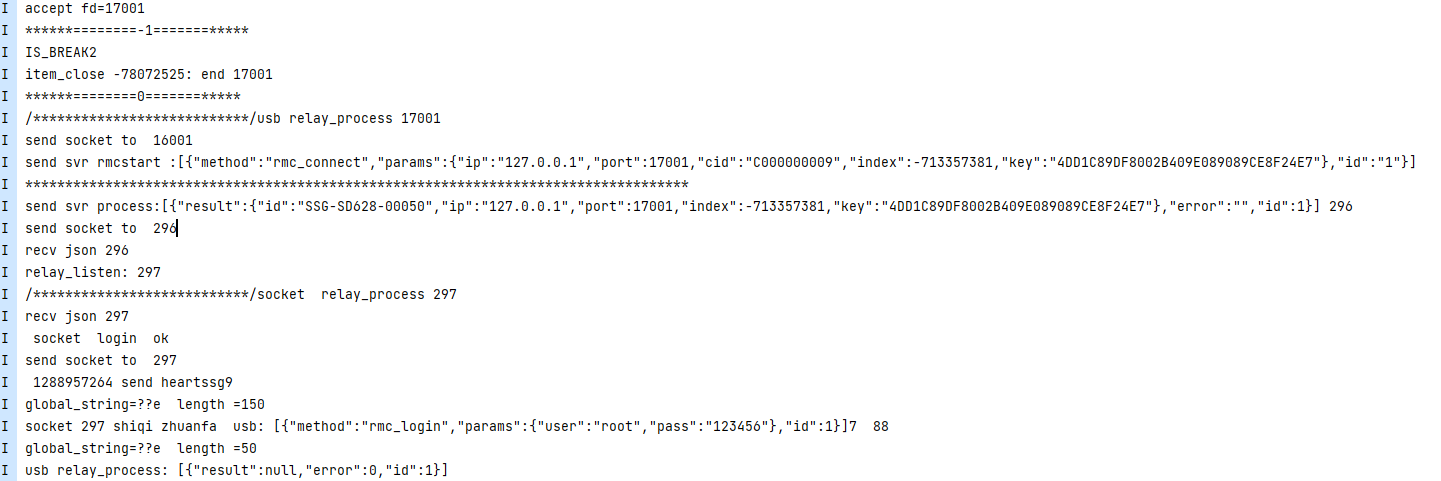 I accept fd=17001
I ******========-1=======*****
I IS_BREAK2
I item_close -78072525: end 17001
I ******========0=======*****
I /***************************/usb relay_process 17001
I send socket to  16001
I send svr rmcstart :[{"method":"rmc_connect","params":{"ip":"127.0.0.1","port":17001,"cid":"C000000009","index":-713357381,"key":"4DD1C89DF8002B409E089089CE8F24E7"},"id":"1"}]
I ***********************************************************************************
I send svr process:[{"result":{"id":"SSG-SD628-00050","ip":"127.0.0.1","port":17001,"index":-713357381,"key":"4DD1C89DF8002B409E089089CE8F24E7"},"error":"","id":1}] 296
I send socket to  296
I recv json 296
I relay_listen: 297
I /***************************/socket  relay_process 297
I recv json 297
I  socket  login  ok
I send socket to  297
I  1288957264 send heartssg9
I global_string=??e  length =150
I socket 297 shiqi zhuanfa  usb: [{"method":"rmc_login","params":{"user":"root","pass":"123456"},"id":1}]7  88
I global_string=??e  length =50
I usb relay_process: [{"result":null,"error":0,"id":1}]